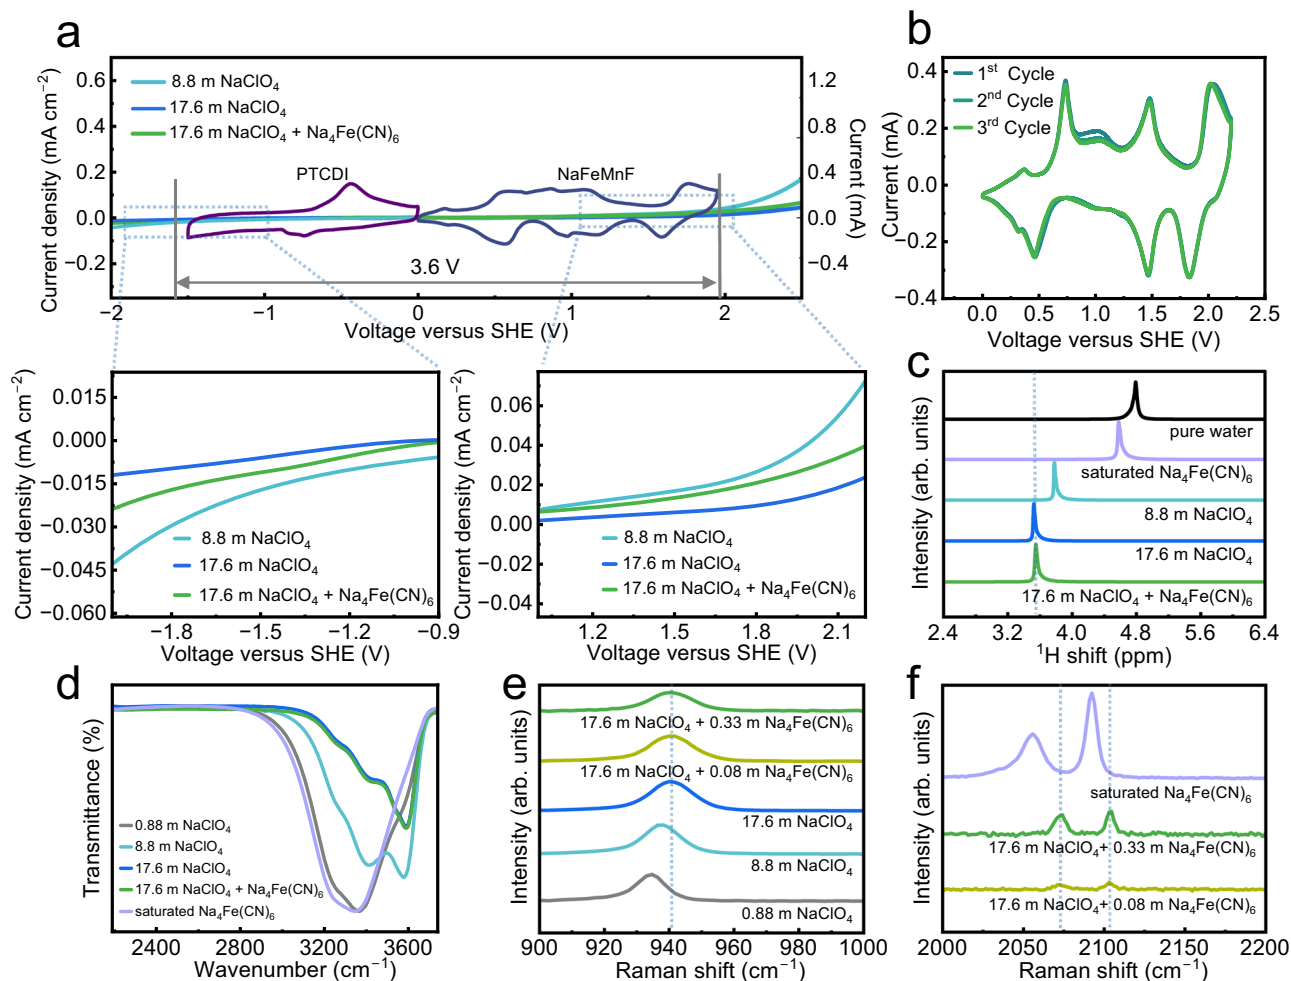 a
Current density (mA cm⁻²)
0.6
0.4
0.2
0.0
−0.2
8.8 m NaClO₄
17.6 m NaClO₄
17.6 m NaClO₄ + Na₄Fe(CN)₆
PTCDI
NaFeMnF
3.6 V
1.2
0.8
0.4
0.0
−0.4
Current (mA)
−2
−1
0
1
2
Voltage versus SHE (V)
b
Current (mA)
0.4
0.2
0.0
−0.2
−0.4
1ˢᵗ Cycle
2ⁿᵈ Cycle
3ʳᵈ Cycle
0.0
0.5
1.0
1.5
2.0
2.5
Voltage versus SHE (V)
Current density (mA cm⁻²)
0.015
0.000
−0.015
−0.030
−0.045
−0.060
8.8 m NaClO₄
17.6 m NaClO₄
17.6 m NaClO₄ + Na₄Fe(CN)₆
−1.8
−1.5
−1.2
−0.9
Voltage versus SHE (V)
Current density (mA cm⁻²)
0.06
0.04
0.02
0.00
−0.02
−0.04
8.8 m NaClO₄
17.6 m NaClO₄
17.6 m NaClO₄ + Na₄Fe(CN)₆
1.2
1.5
1.8
2.1
Voltage versus SHE (V)
c
Intensity (arb. units)
pure water
saturated Na₄Fe(CN)₆
8.8 m NaClO₄
17.6 m NaClO₄
17.6 m NaClO₄ + Na₄Fe(CN)₆
2.4
3.2
4.0
4.8
5.6
6.4
¹H shift (ppm)
d
Transmittance (%)
0.88 m NaClO₄
8.8 m NaClO₄
17.6 m NaClO₄
17.6 m NaClO₄ + Na₄Fe(CN)₆
saturated Na₄Fe(CN)₆
2400
2800
3200
3600
Wavenumber (cm⁻¹)
e
Intensity (arb. units)
17.6 m NaClO₄ + 0.33 m Na₄Fe(CN)₆
17.6 m NaClO₄ + 0.08 m Na₄Fe(CN)₆
17.6 m NaClO₄
8.8 m NaClO₄
0.88 m NaClO₄
900
920
940
960
980
1000
Raman shift (cm⁻¹)
f
Intensity (arb. units)
saturated Na₄Fe(CN)₆
17.6 m NaClO₄+ 0.33 m Na₄Fe(CN)₆
17.6 m NaClO₄+ 0.08 m Na₄Fe(CN)₆
2000
2050
2100
2150
2200
Raman shift (cm⁻¹)